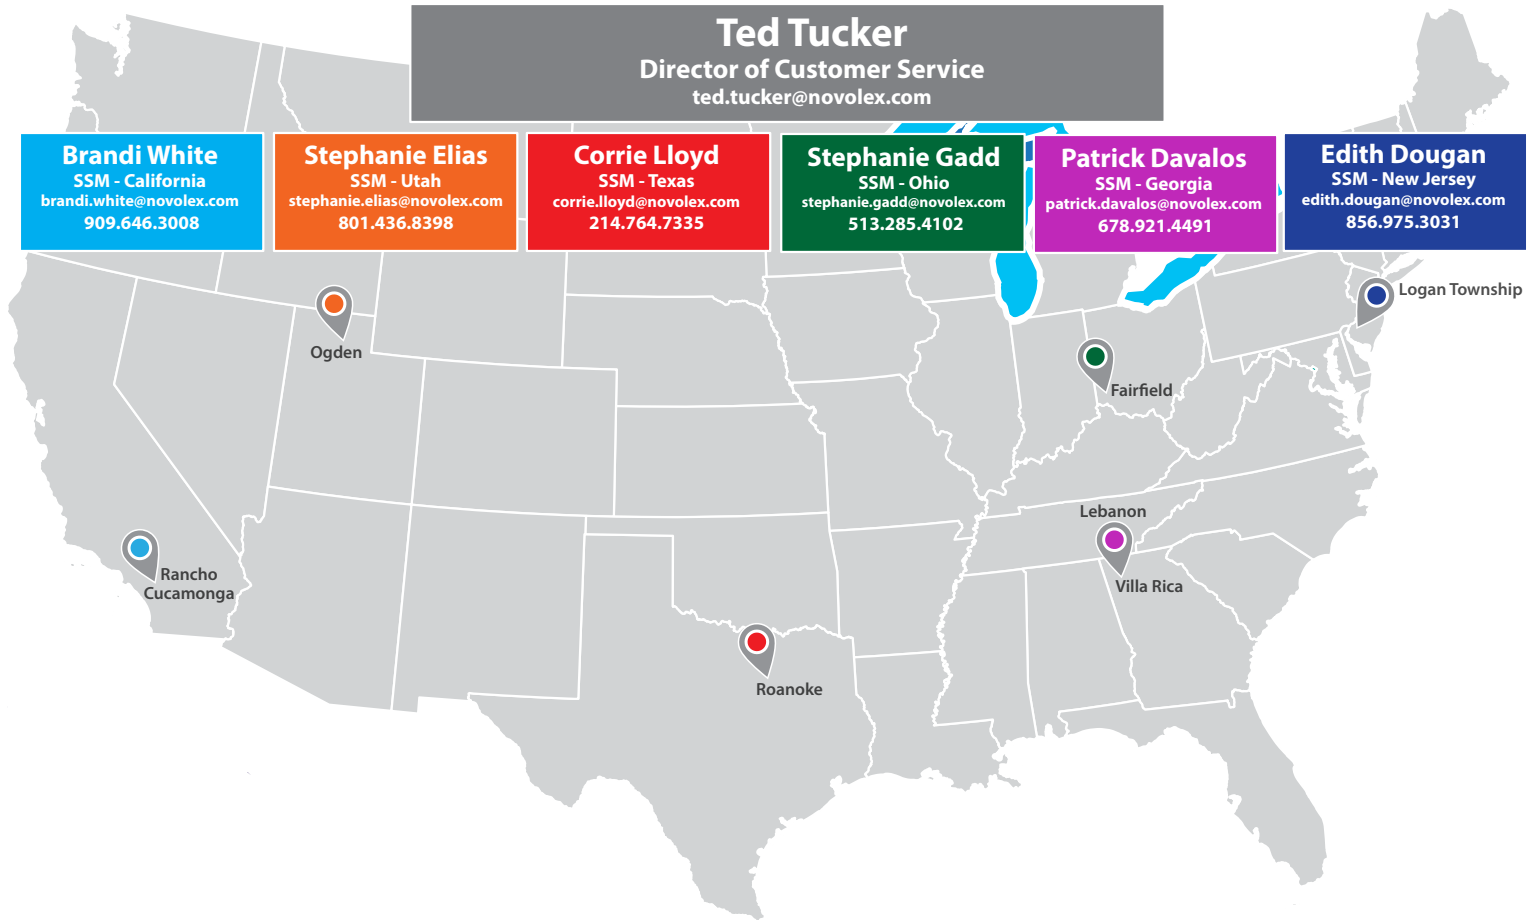 Ted Tucker
Director of Customer Service
ted.tucker@novolex.com
Brandi White
SSM - California
brandi.white@novolex.com
909.646.3008
Stephanie Elias
SSM - Utah
stephanie.elias@novolex.com
801.436.8398
Corrie Lloyd
SSM - Texas
corrie.lloyd@novolex.com
214.764.7335
Stephanie Gadd
SSM - Ohio
stephanie.gadd@novolex.com
513.285.4102
Patrick Davalos
SSM - Georgia
patrick.davalos@novolex.com
678.921.4491
Edith Dougan
SSM - New Jersey
edith.dougan@novolex.com
856.975.3031
Logan Township
Ogden
Fairfield
Lebanon
Rancho
Cucamonga
Villa Rica
Roanoke